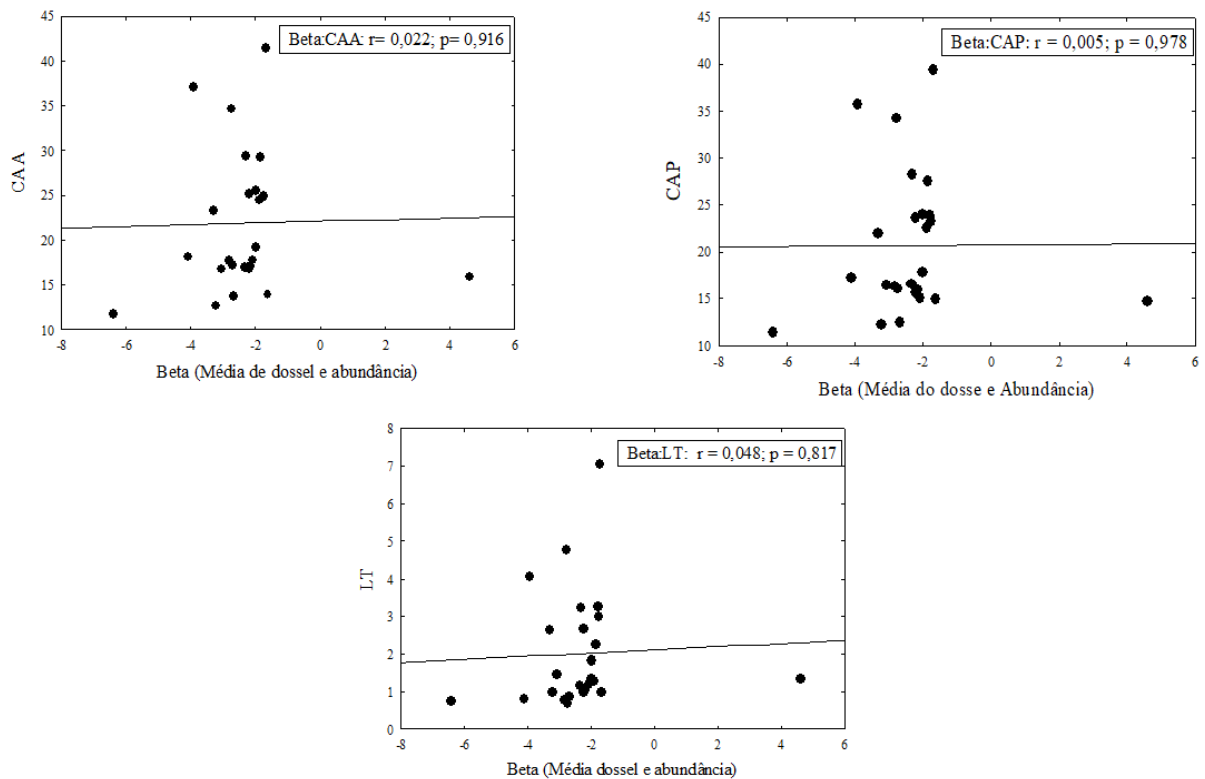 Beta:CAA: r= 0,022; p= 0,916
CAA
45
40
35
30
25
20
15
10
-8 -6 -4 -2 0 2 4 6
Beta (Média de dossel e abundância)
Beta:CAP: r = 0,005; p = 0,978
CAP
45
40
35
30
25
20
15
10
-8 -6 -4 -2 0 2 4 6
Beta (Média do dosse e Abundância)
Beta:LT: r = 0,048; p = 0,817
LT
8
7
6
5
4
3
2
1
0
-8 -6 -4 -2 0 2 4 6
Beta (Média dossel e abundância)